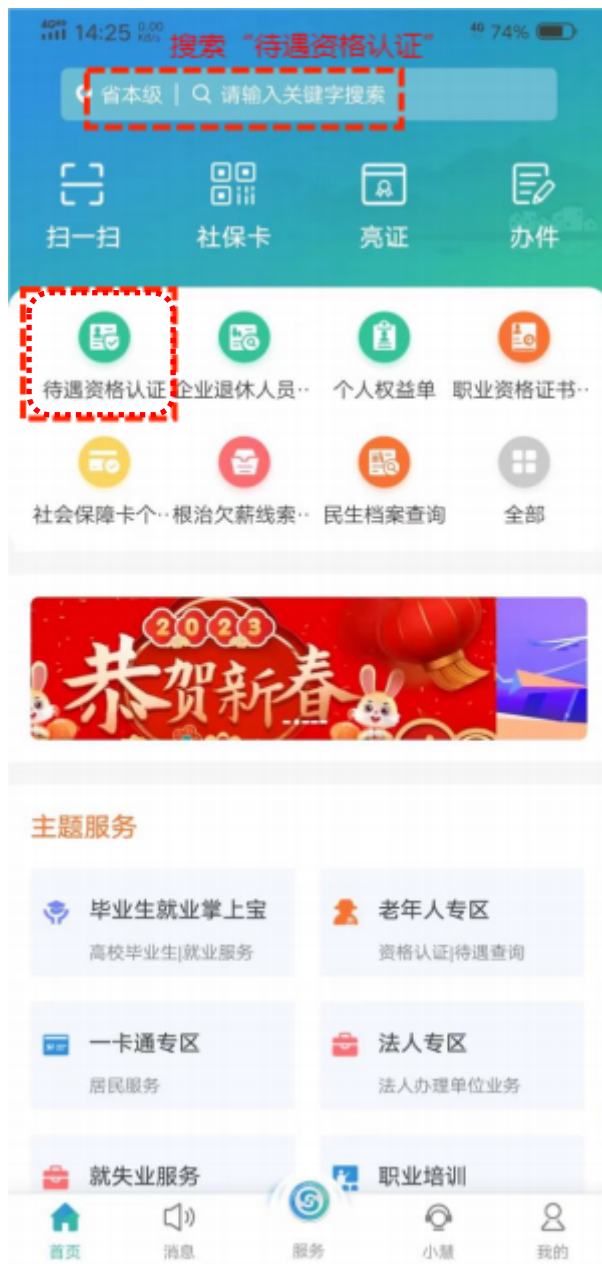 4GHD 14:25 0.00 KB/s 4G 74%
搜索“待遇资格认证”
省本级 | 请输入关键字搜索
扫一扫 社保卡 亮证 办件
待遇资格认证 企业退休人员·· 个人权益单 职业资格证书··
社会保障卡个·· 根治欠薪线索·· 民生档案查询 全部
2023
恭贺新春
主题服务
毕业生就业掌上宝 老年人专区
高校毕业生|就业服务 资格认证|待遇查询
一卡通专区 法人专区
居民服务 法人办理单位业务
就失业服务 职业培训
首页 消息 服务 小慧 我的